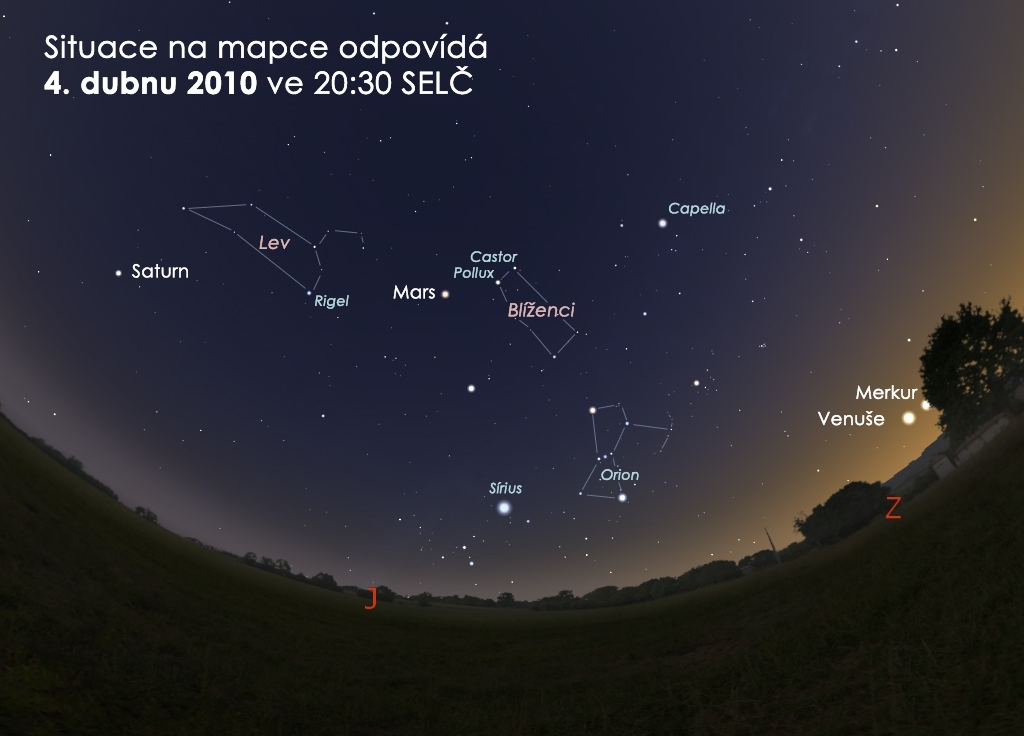 Situace na mapce odpovídá
4. dubnu 2010 ve 20:30 SELČ
Capella
Lev
Castor
Saturn
Pollux
Mars
Rigel
Blíženci
Merkur
Venuše
Orion
Sírius
Z
J